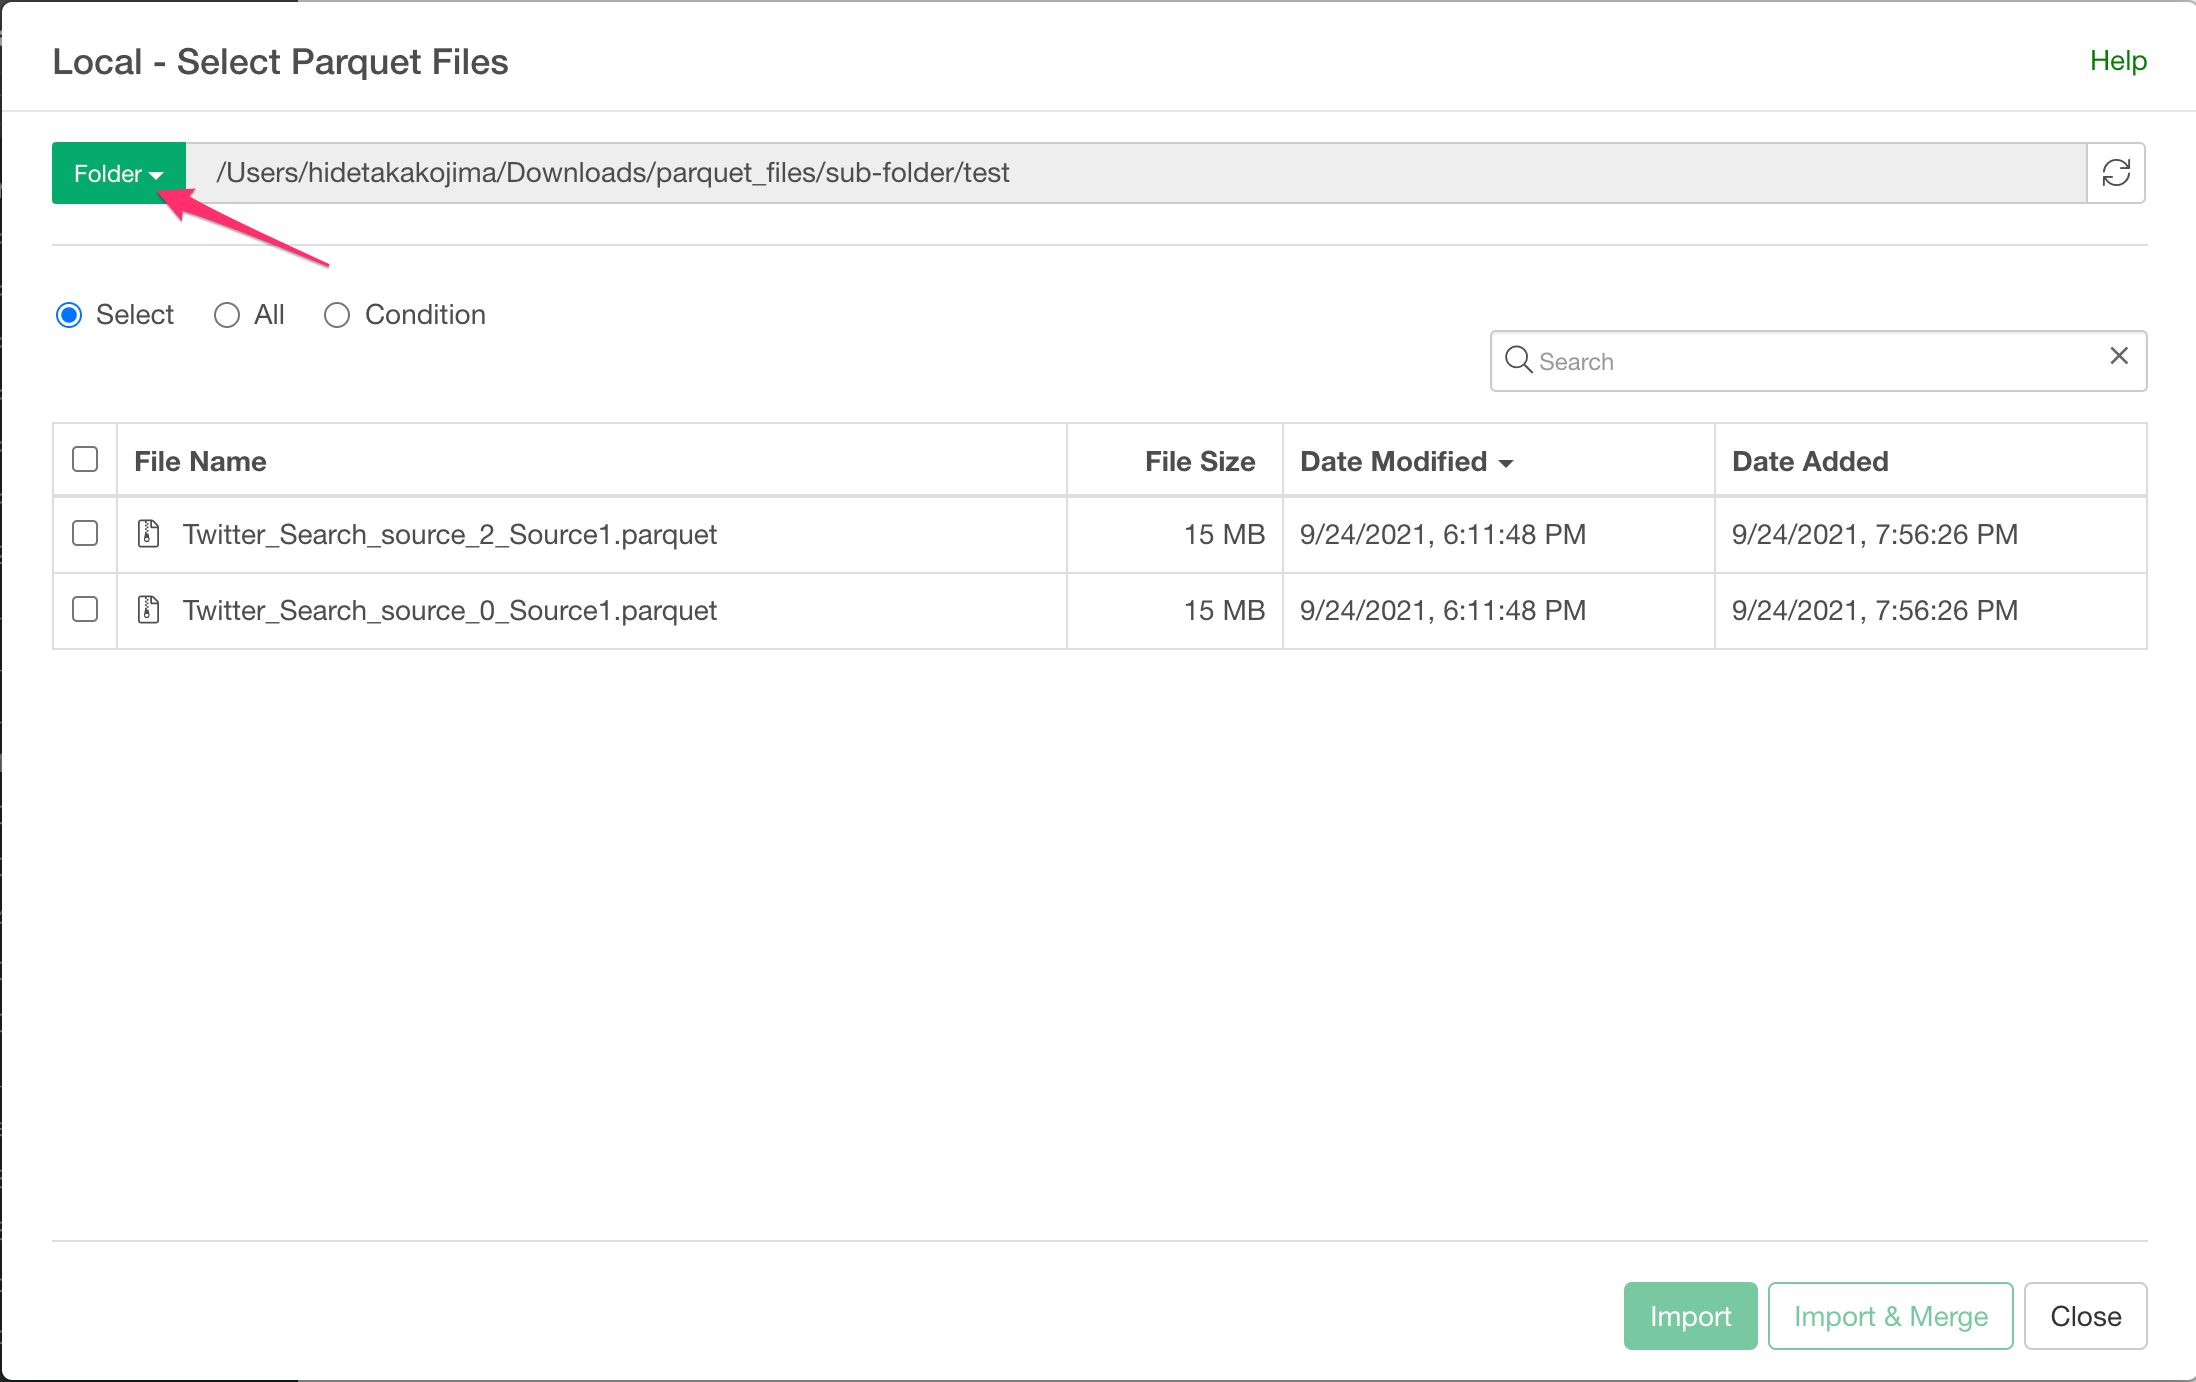 Local - Select Parquet Files
Help
Folder
/Users/hidetakakojima/Downloads/parquet_files/sub-folder/test
Select All Condition
Search
File Name File Size Date Modified Date Added
Twitter_Search_source_2_Source1.parquet 15 MB 9/24/2021, 6:11:48 PM 9/24/2021, 7:56:26 PM
Twitter_Search_source_0_Source1.parquet 15 MB 9/24/2021, 6:11:48 PM 9/24/2021, 7:56:26 PM
Import Import & Merge Close